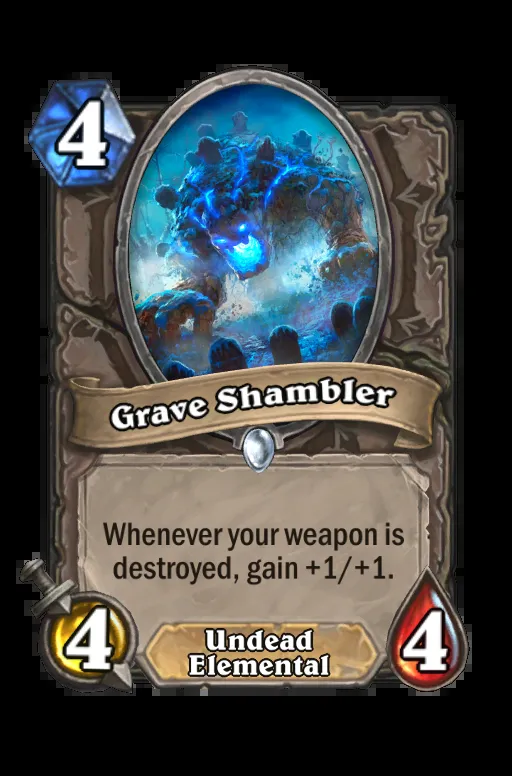 4
Grave Shambler
Whenever your weapon is
destroyed, gain +1/+1.
4
Undead
Elemental
4